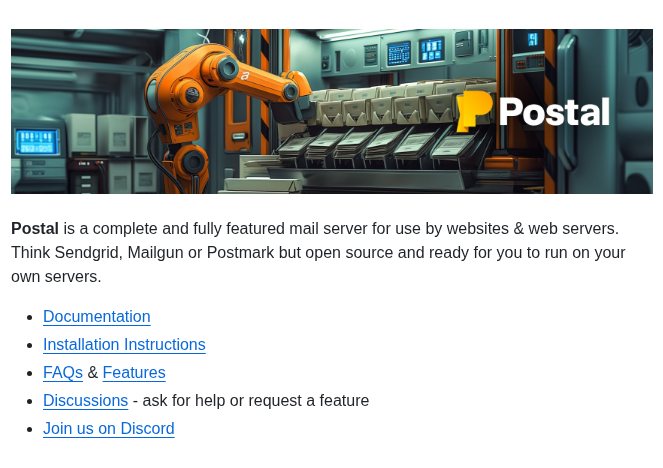 Postal
Postal is a complete and fully featured mail server for use by websites & web servers.
Think Sendgrid, Mailgun or Postmark but open source and ready for you to run on your
own servers.
Documentation
Installation Instructions
FAQs & Features
Discussions - ask for help or request a feature
Join us on Discord